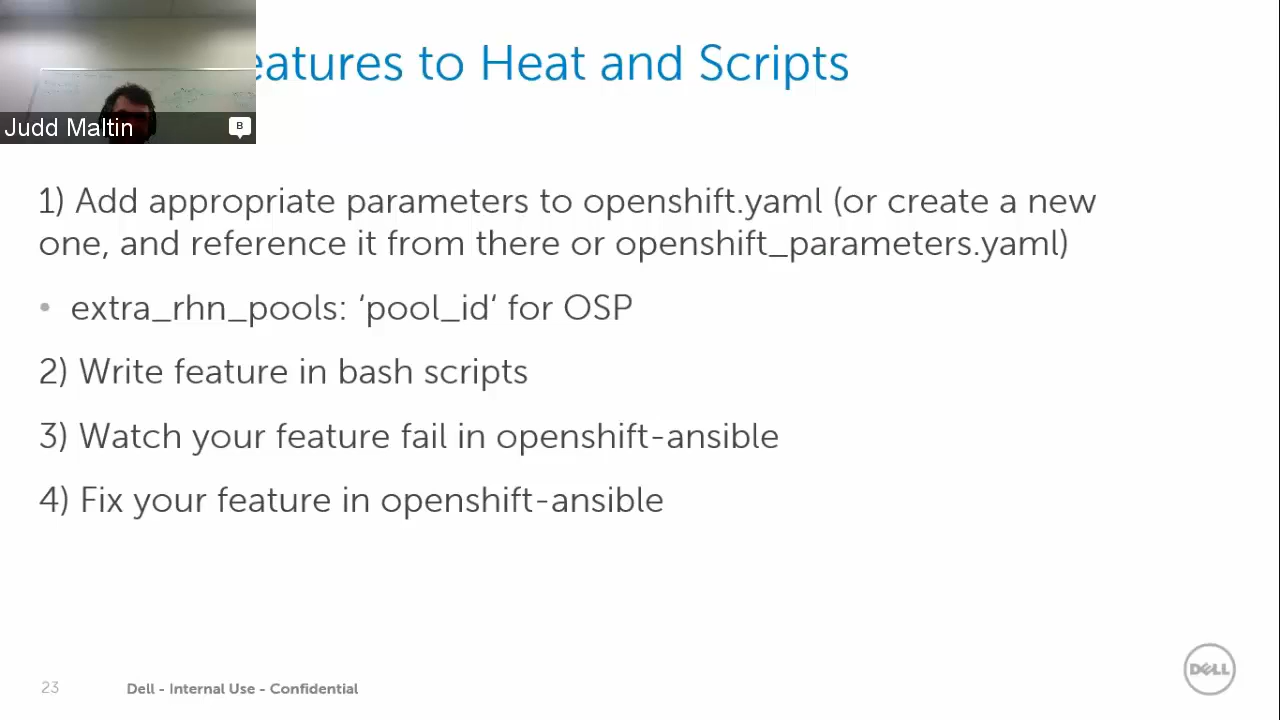 eatures to Heat and Scripts
Judd Maltin
B
1) Add appropriate parameters to openshift.yaml (or create a new
one, and reference it from there or openshift_parameters.yaml)
• extra_rhn_pools: ‘pool_id‘ for OSP
2) Write feature in bash scripts
3) Watch your feature fail in openshift-ansible
4) Fix your feature in openshift-ansible
23
Dell - Internal Use - Confidential
DELL